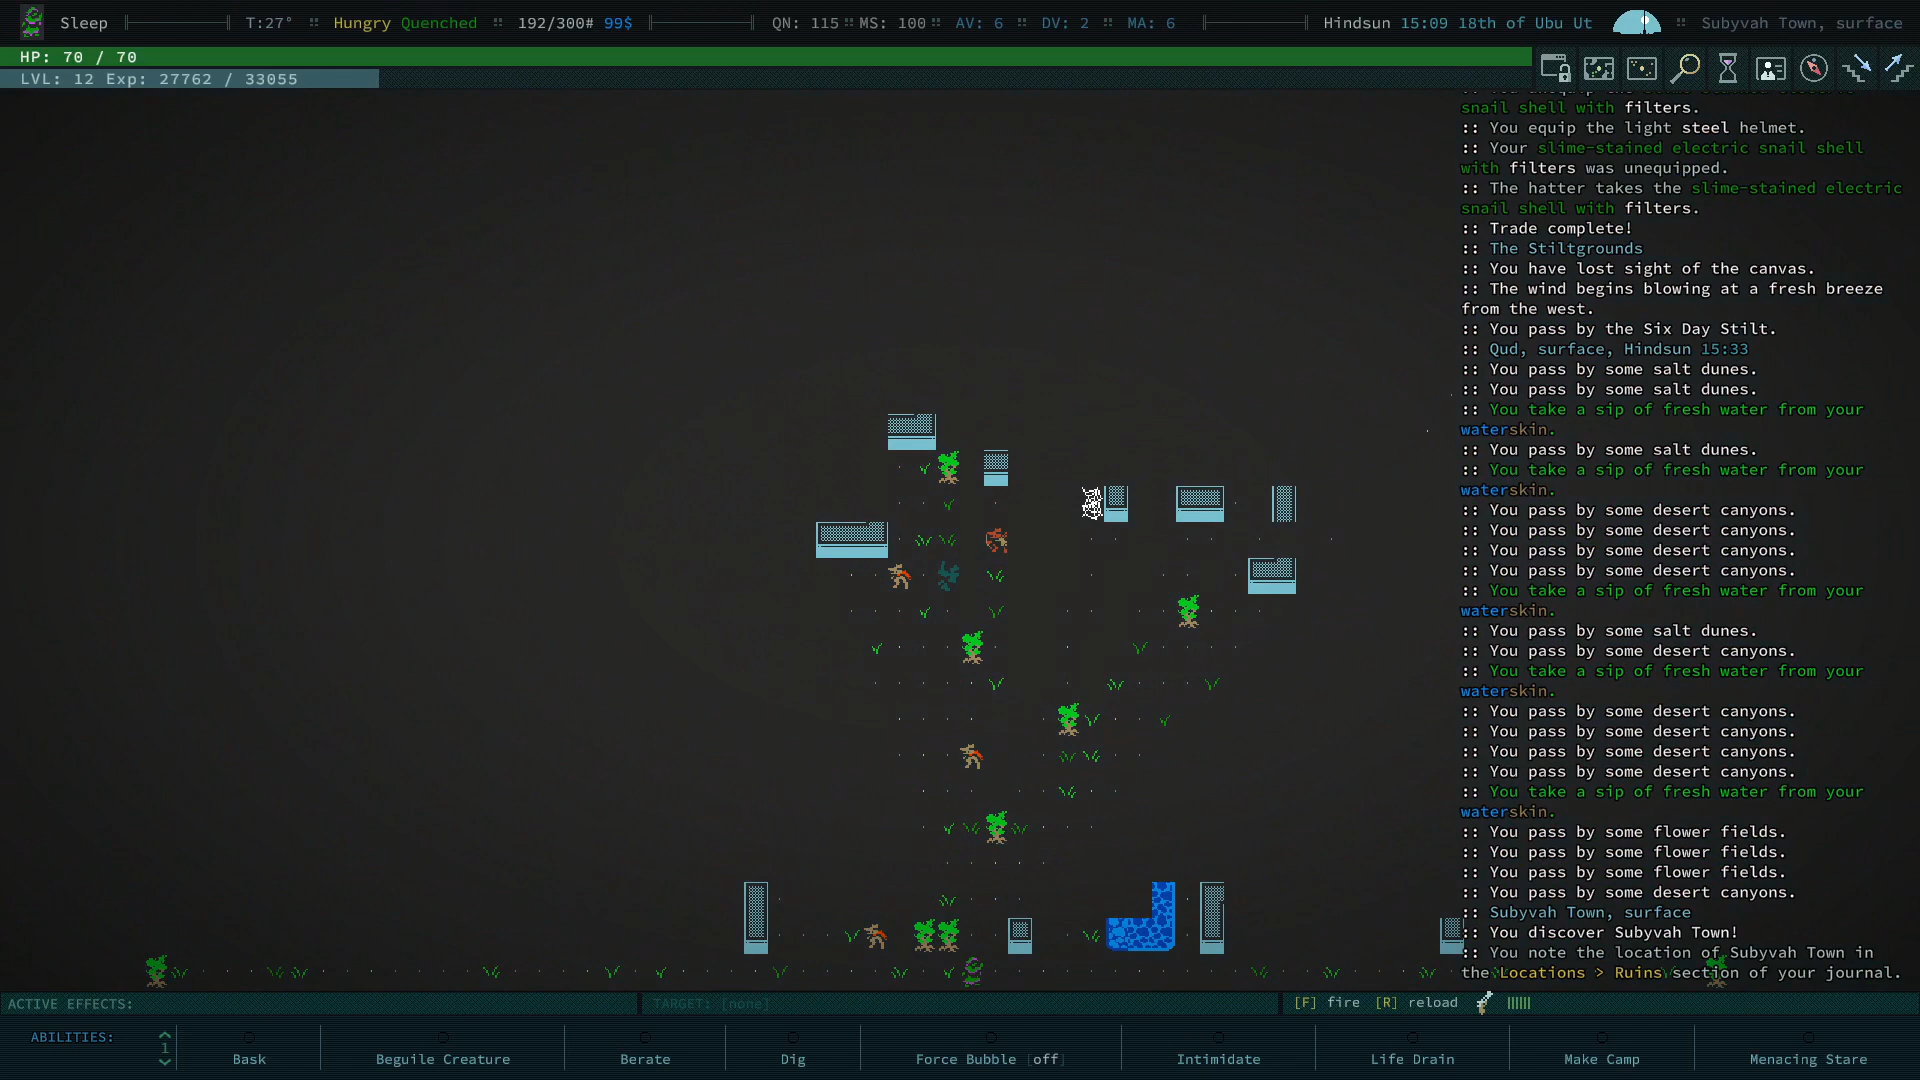 Sleep T:27° :: Hungry Quenched :: 192/300# 99$ QN: 115 :: MS: 100 :: AV: 6 :: DV: 2 :: MA: 6 Hindsun 15:09 18th of Ubu Ut :: Subyvah Town, surface
HP: 70 / 70
LVL: 12 Exp: 27762 / 33055
snail shell with filters.
:: You equip the light steel helmet.
:: Your slime-stained electric snail shell
with filters was unequipped.
:: The hatter takes the slime-stained electric
snail shell with filters.
:: Trade complete!
:: The Stiltgrounds
:: You have lost sight of the canvas.
:: The wind begins blowing at a fresh breeze
from the west.
:: You pass by the Six Day Stilt.
:: Qud, surface, Hindsun 15:33
:: You pass by some salt dunes.
:: You pass by some salt dunes.
:: You take a sip of fresh water from your
waterskin.
:: You pass by some salt dunes.
:: You take a sip of fresh water from your
waterskin.
:: You pass by some desert canyons.
:: You pass by some desert canyons.
:: You pass by some desert canyons.
:: You pass by some desert canyons.
:: You take a sip of fresh water from your
waterskin.
:: You pass by some salt dunes.
:: You pass by some desert canyons.
:: You take a sip of fresh water from your
waterskin.
:: You pass by some desert canyons.
:: You pass by some desert canyons.
:: You pass by some desert canyons.
:: You pass by some desert canyons.
:: You take a sip of fresh water from your
waterskin.
:: You pass by some flower fields.
:: You pass by some flower fields.
:: You pass by some flower fields.
:: You pass by some desert canyons.
:: Subyvah Town, surface
:: You discover Subyvah Town!
:: You note the location of Subyvah Town in
the Locations > Ruins section of your journal.
ACTIVE EFFECTS: TARGET: [none] [F] fire [R] reload
ABILITIES: 1 Bask Beguile Creature Berate Dig Force Bubble [off] Intimidate Life Drain Make Camp Menacing Stare